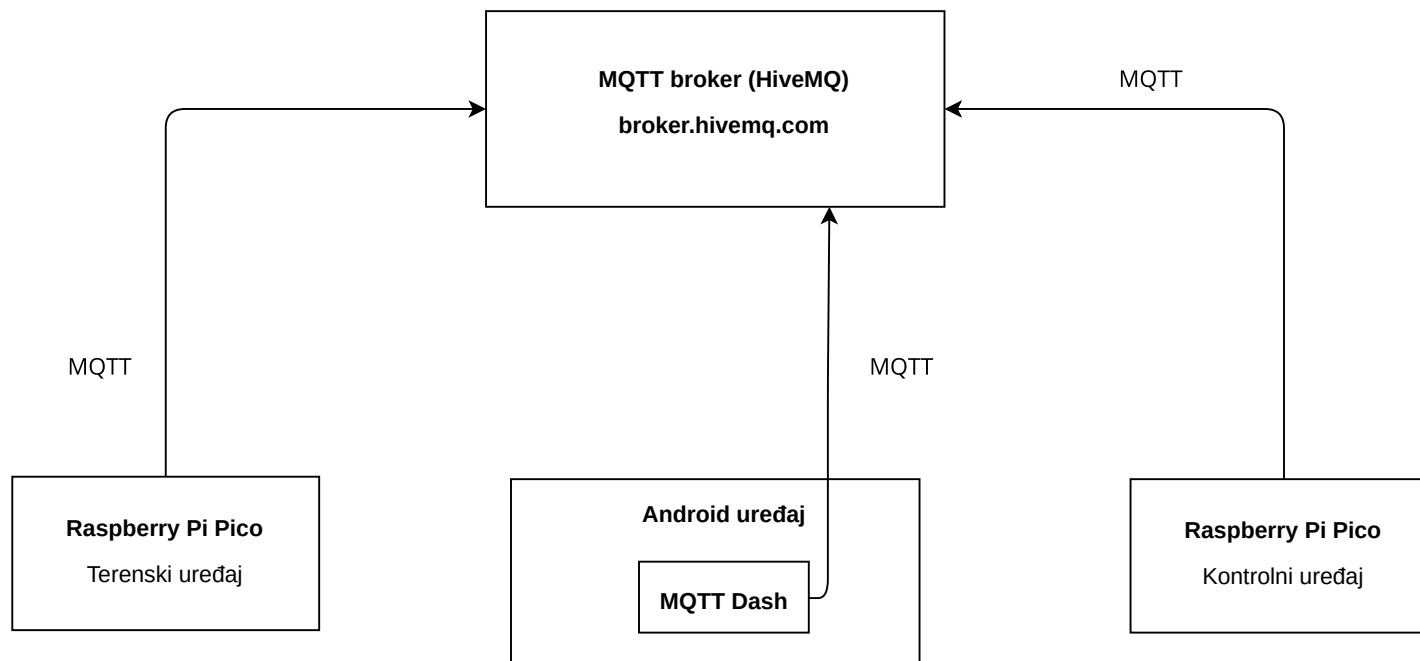 MQTT broker (HiveMQ)
broker.hivemq.com
MQTT
MQTT
MQTT
Raspberry Pi Pico
Terenski uređaj
Android uređaj
MQTT Dash
Raspberry Pi Pico
Kontrolni uređaj